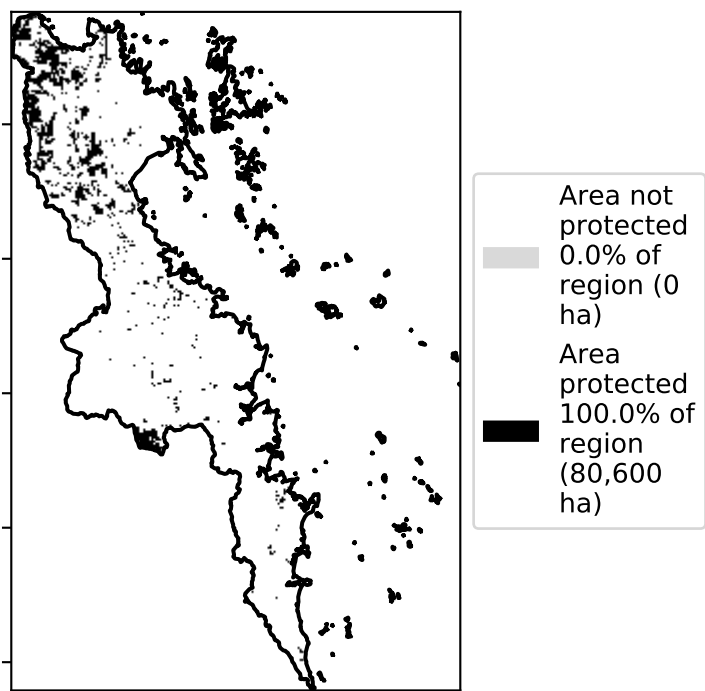 Area not
protected
0.0% of
region (0
ha)
Area
protected
100.0% of
region
(80,600
ha)